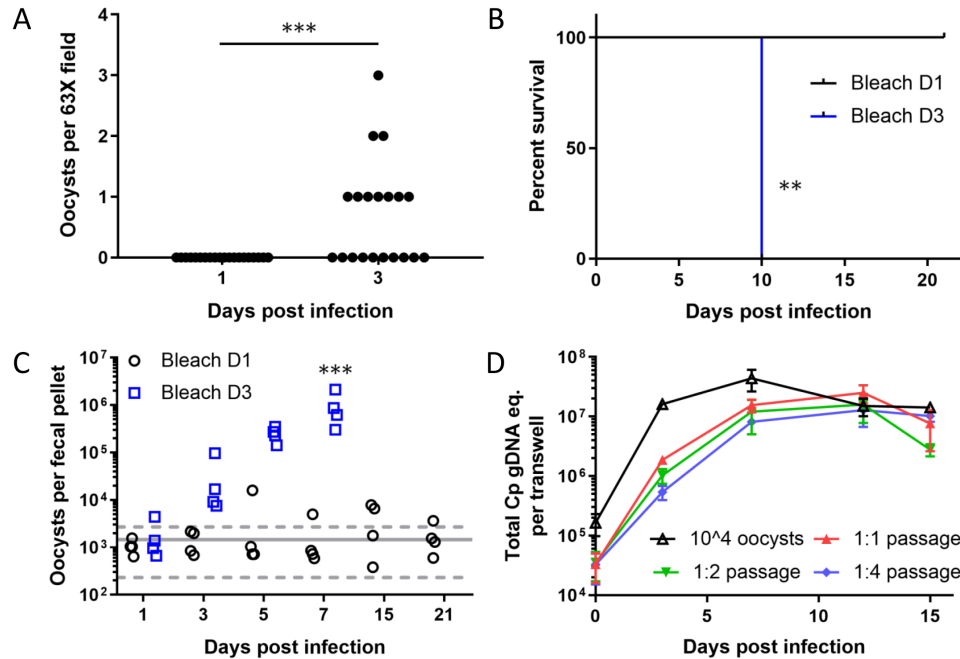 A
***
Oocysts per 63X field
4
3
2
1
0
1 3
Days post infection
B
Percent survival
100
50
0
Bleach D1
Bleach D3
**
0 5 10 15 20
Days post infection
C
Bleach D1
Bleach D3
***
Oocysts per fecal pellet
10^7
10^6
10^5
10^4
10^3
10^2
1 3 5 7 15 21
Days post infection
D
Total Cp gDNA eq.
per transwell
10^8
10^7
10^6
10^5
10^4
10^4 oocysts 1:1 passage
1:2 passage 1:4 passage
0 5 10 15
Days post infection